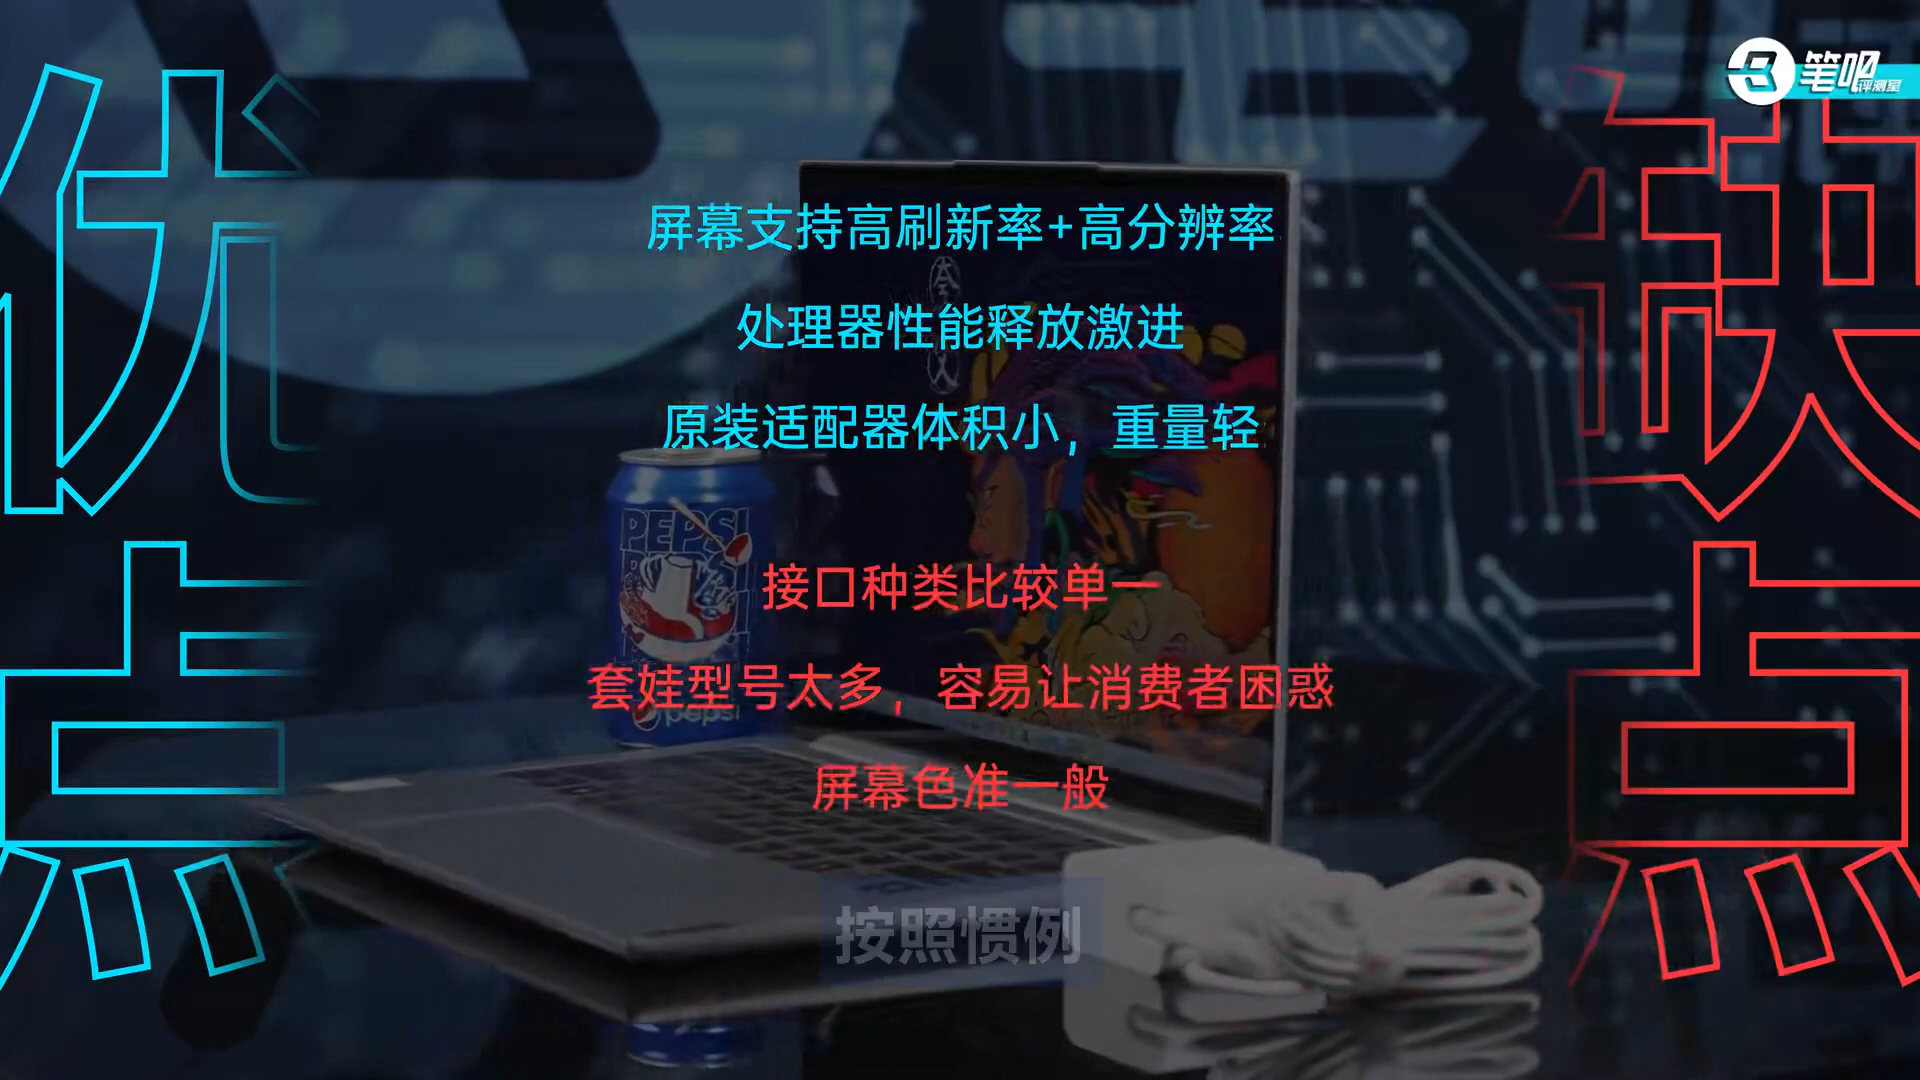 笔吧评测室
优点
缺点
屏幕支持高刷新率+高分辨率
处理器性能释放激进
原装适配器体积小，重量轻
PEPSI
接口种类比较单一
套娃型号太多，容易让消费者困惑
pepsi
屏幕色准一般
按照惯例